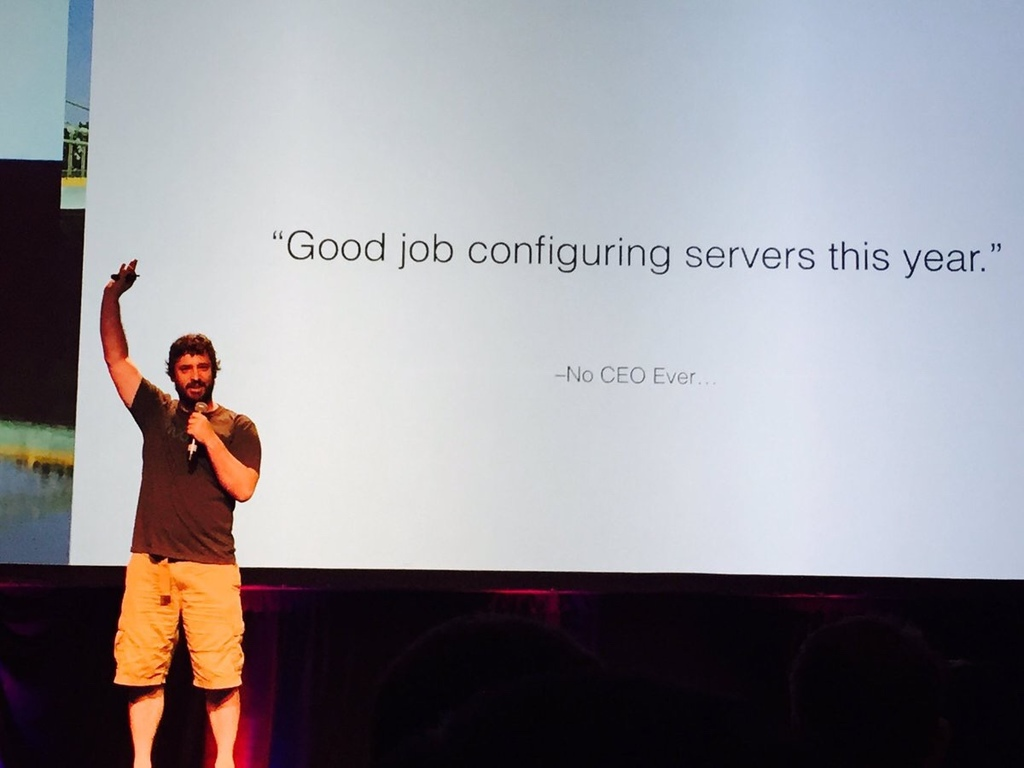 “Good job configuring servers this year.”
–No CEO Ever…